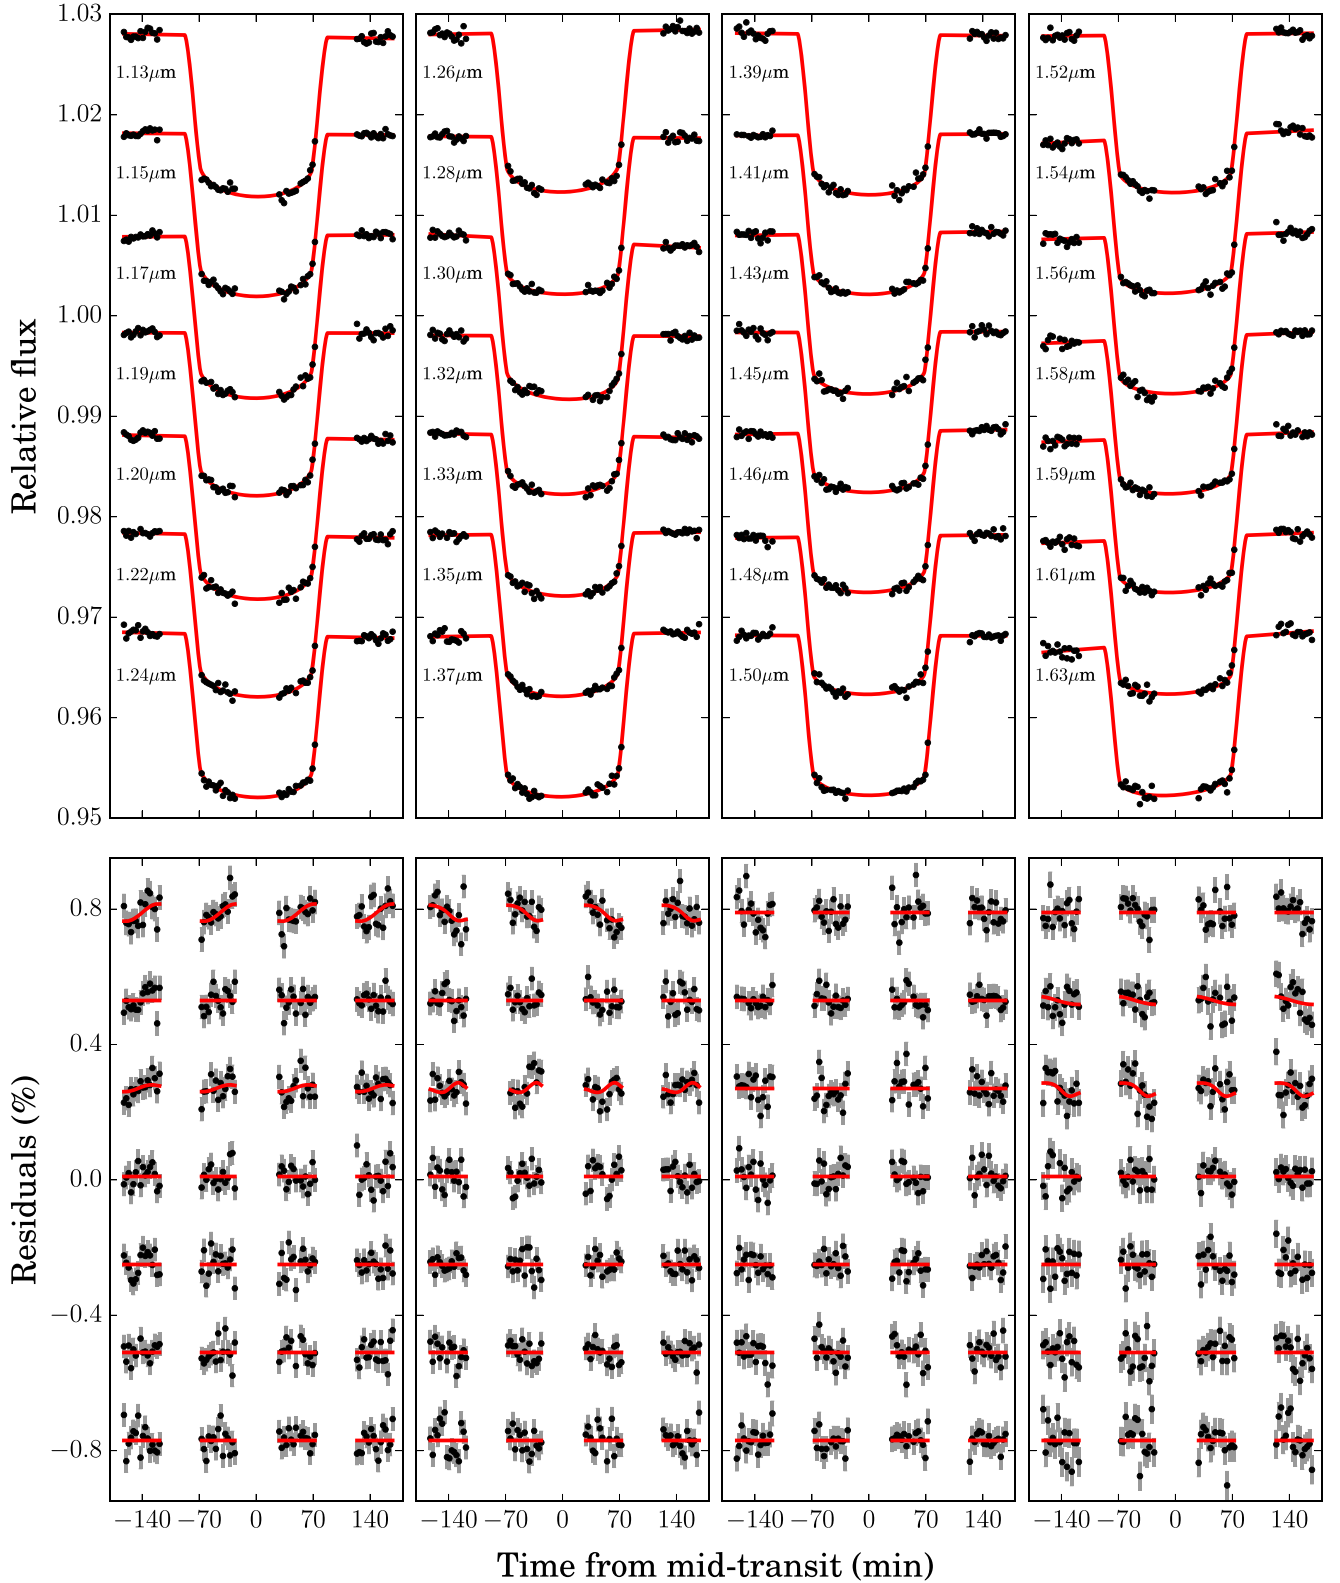 1.03
1.02
1.01
1.00
0.99
0.98
0.97
0.96
0.95
Relative flux
1.13μm
1.15μm
1.17μm
1.19μm
1.20μm
1.22μm
1.24μm
1.26μm
1.28μm
1.30μm
1.32μm
1.33μm
1.35μm
1.37μm
1.39μm
1.41μm
1.43μm
1.45μm
1.46μm
1.48μm
1.50μm
1.52μm
1.54μm
1.56μm
1.58μm
1.59μm
1.61μm
1.63μm
0.8
0.4
0.0
−0.4
−0.8
Residuals (%)
−140 −70 0 70 140 −140 −70 0 70 140 −140 −70 0 70 140 −140 −70 0 70 140
Time from mid-transit (min)